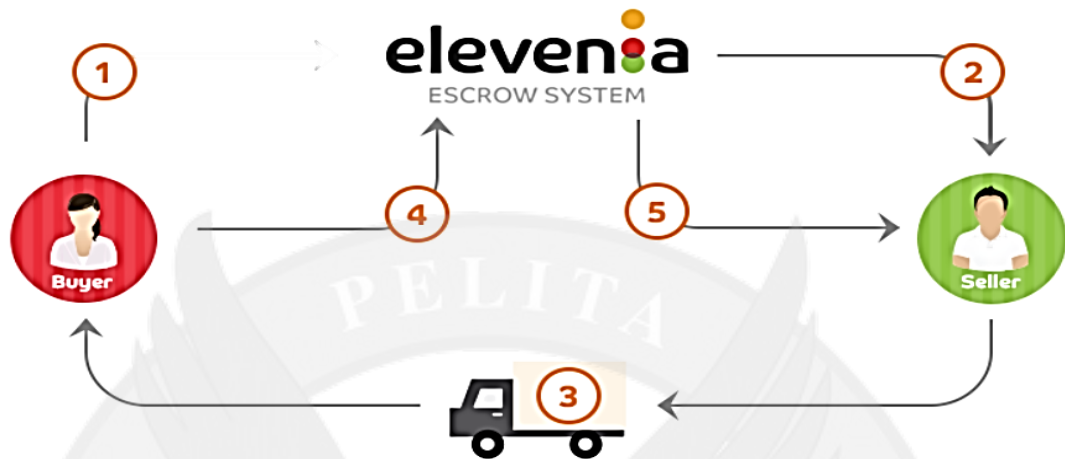 elevenia
ESCROW SYSTEM
1
2
4
5
Buyer
Seller
PELITA
3